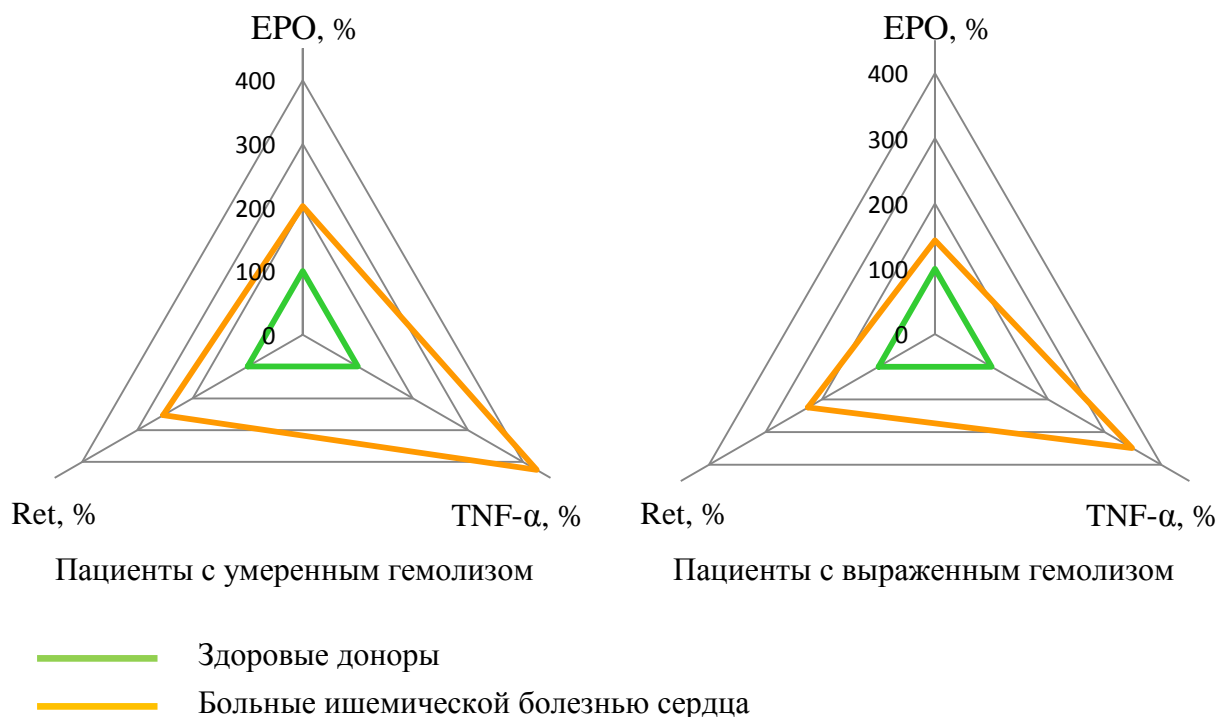 EPO, %
400
300
200
100
0
Ret, %
TNF-α, %
Пациенты с умеренным гемолизом
EPO, %
400
300
200
100
0
Ret, %
TNF-α, %
Пациенты с выраженным гемолизом
Здоровые доноры
Больные ишемической болезнью сердца